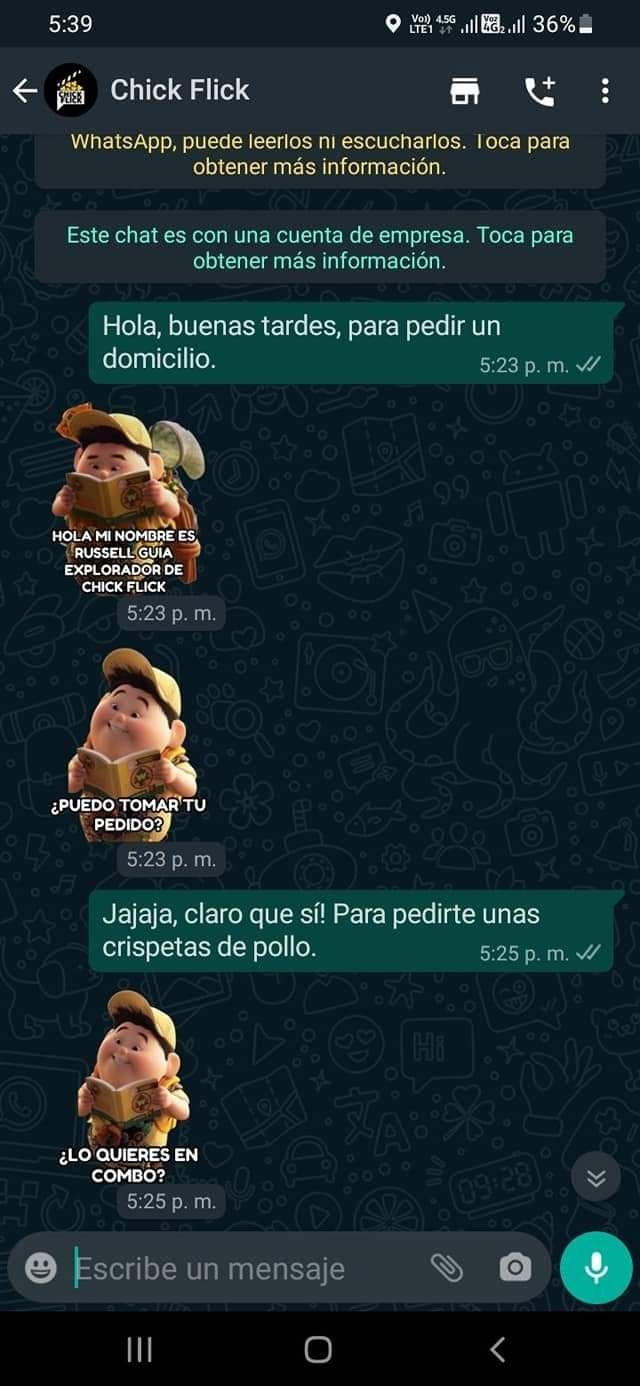 5:39
Voi) 4.5G Voz
LTE1 4G2 36%
Chick Flick
WhatsApp, puede leerlos ni escucharlos. Toca para
obtener más información.
Este chat es con una cuenta de empresa. Toca para
obtener más información.
Hola, buenas tardes, para pedir un
domicilio.
5:23 p. m.
HOLA MI NOMBRE ES
RUSSELL GUIA
EXPLORADOR DE
CHICK FLICK
5:23 p. m.
¿PUEDO TOMAR TU
PEDIDO?
5:23 p. m.
Jajaja, claro que sí! Para pedirte unas
crispetas de pollo.
5:25 p. m.
¿LO QUIERES EN
COMBO?
5:25 p. m.
Escribe un mensaje